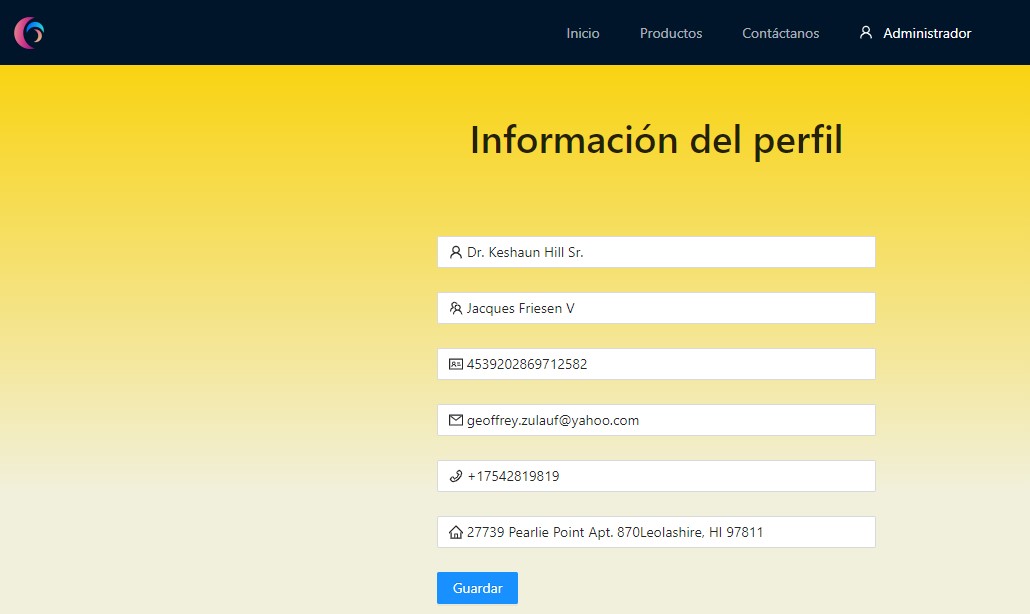 Inicio Productos Contáctanos Administrador
Información del perfil
Dr. Keshaun Hill Sr.
Jacques Friesen V
4539202869712582
geoffrey.zulauf@yahoo.com
+17542819819
27739 Pearlie Point Apt. 870Leolashire, HI 97811
Guardar